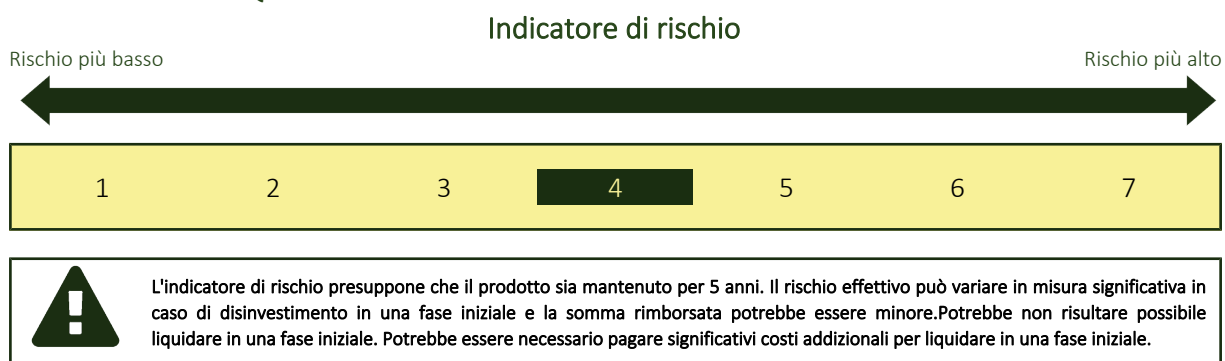 Indicatore di rischio
Rischio più basso Rischio più alto
1 2 3 4 5 6 7
L'indicatore di rischio presuppone che il prodotto sia mantenuto per 5 anni. Il rischio effettivo può variare in misura significativa in
caso di disinvestimento in una fase iniziale e la somma rimborsata potrebbe essere minore.Potrebbe non risultare possibile
liquidare in una fase iniziale. Potrebbe essere necessario pagare significativi costi addizionali per liquidare in una fase iniziale.